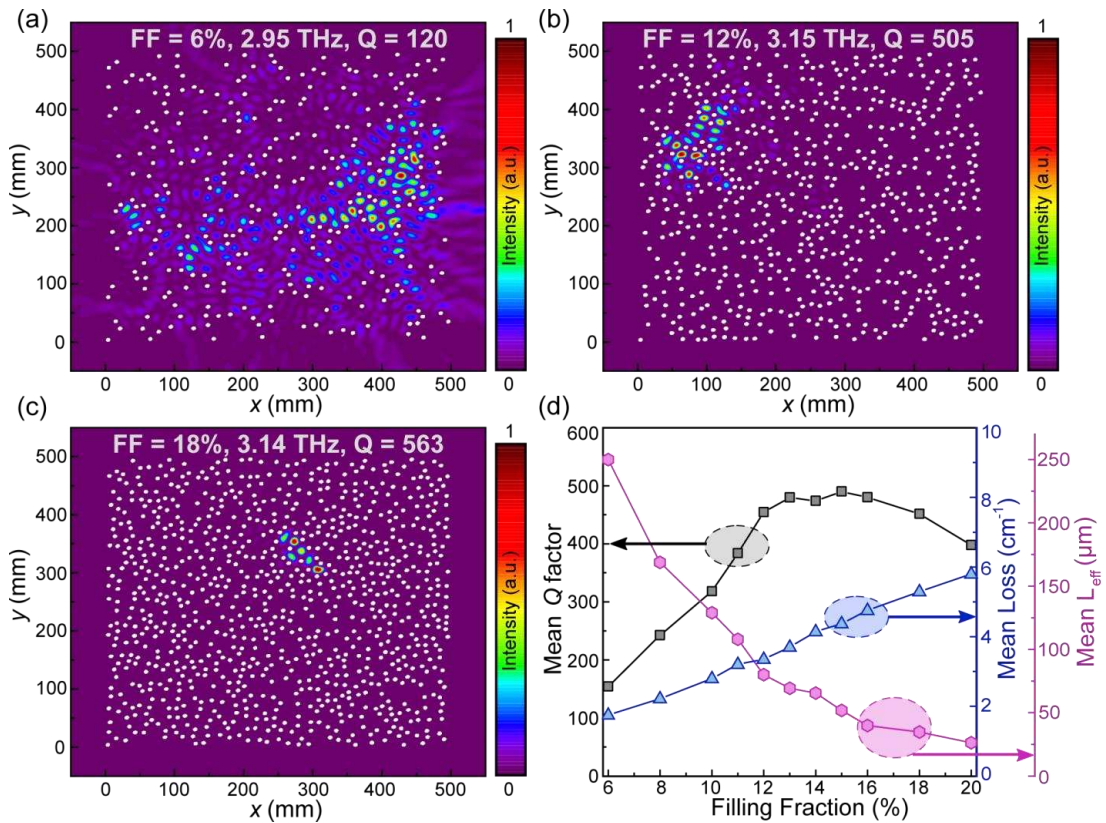 (a)
FF = 6%, 2.95 THz, Q = 120
500
400
300
200
100
0
y (mm)
0 100 200 300 400 500
x (mm)
1
Intensity (a.u.)
0
(b)
FF = 12%, 3.15 THz, Q = 505
500
400
300
200
100
0
y (mm)
0 100 200 300 400 500
x (mm)
1
Intensity (a.u.)
0
(c)
FF = 18%, 3.14 THz, Q = 563
500
400
300
200
100
0
y (mm)
0 100 200 300 400 500
x (mm)
1
Intensity (a.u.)
0
(d)
600
500
400
300
200
100
0
Mean Q factor
6 8 10 12 14 16 18 20
Filling Fraction (%)
10
8
6
4
2
0
Mean Loss (cm⁻¹)
250
200
150
100
50
0
Mean L_eff (μm)